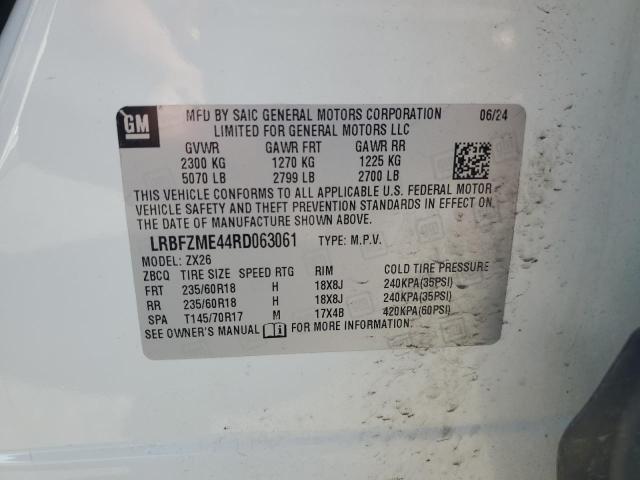 GM
MFD BY SAIC GENERAL MOTORS CORPORATION 06/24
LIMITED FOR GENERAL MOTORS LLC
GVWR GAWR FRT GAWR RR
2300 KG 1270 KG 1225 KG
5070 LB 2799 LB 2700 LB
THIS VEHICLE CONFORMS TO ALL APPLICABLE U.S. FEDERAL MOTOR
VEHICLE SAFETY AND THEFT PREVENTION STANDARDS IN EFFECT ON
THE DATE OF MANUFACTURE SHOWN ABOVE.
LRBFZME44RD063061 TYPE: M.P.V.
MODEL: ZX26
ZBCQ TIRE SIZE SPEED RTG RIM COLD TIRE PRESSURE
FRT 235/60R18 H 18X8J 240KPA(35PSI)
RR 235/60R18 H 18X8J 240KPA(35PSI)
SPA T145/70R17 M 17X4B 420KPA(60PSI)
SEE OWNER'S MANUAL FOR MORE INFORMATION.